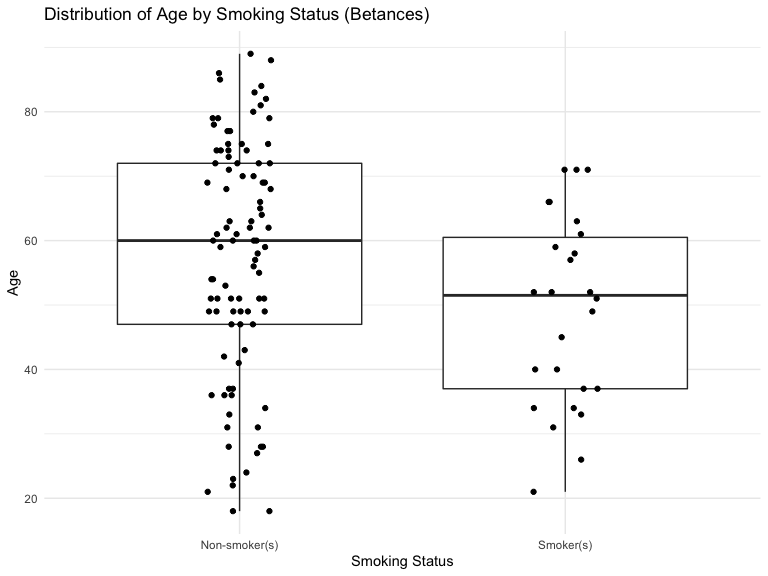 Distribution of Age by Smoking Status (Betances)
80
60
40
20
Age
Non-smoker(s)
Smoker(s)
Smoking Status